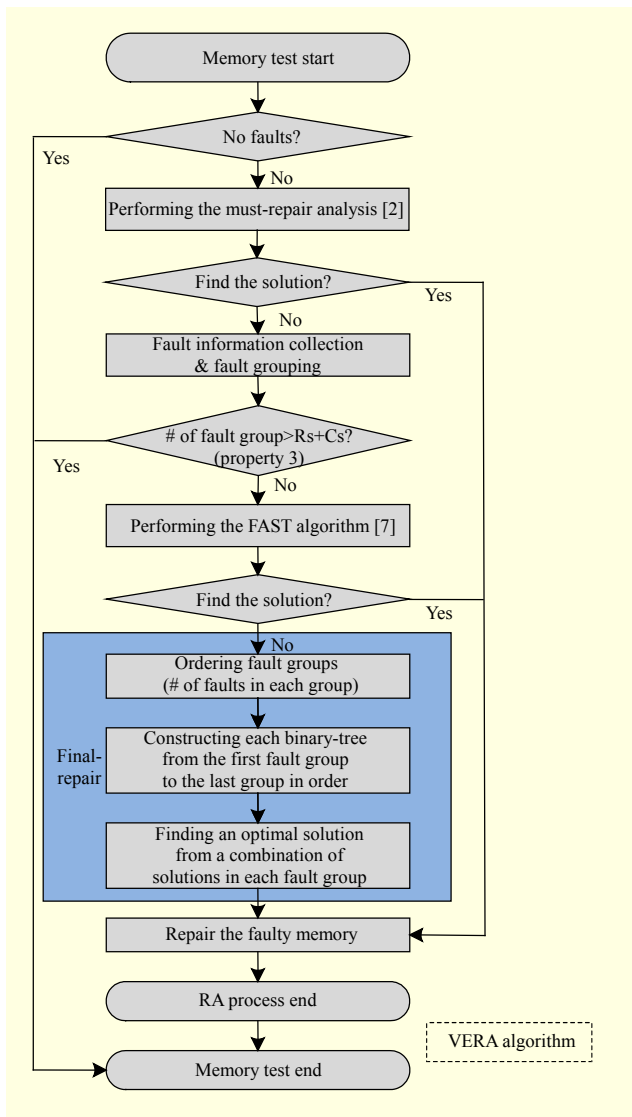 Memory test start
No faults?
Yes
No
Performing the must-repair analysis [2]
Find the solution?
Yes
No
Fault information collection
& fault grouping
# of fault group>Rs+Cs?
(property 3)
Yes
No
Performing the FAST algorithm [7]
Find the solution?
Yes
No
Ordering fault groups
(# of faults in each group)
Final-
repair
Constructing each binary-tree
from the first fault group
to the last group in order
Finding an optimal solution
from a combination of
solutions in each fault group
Repair the faulty memory
RA process end
VERA algorithm
Memory test end